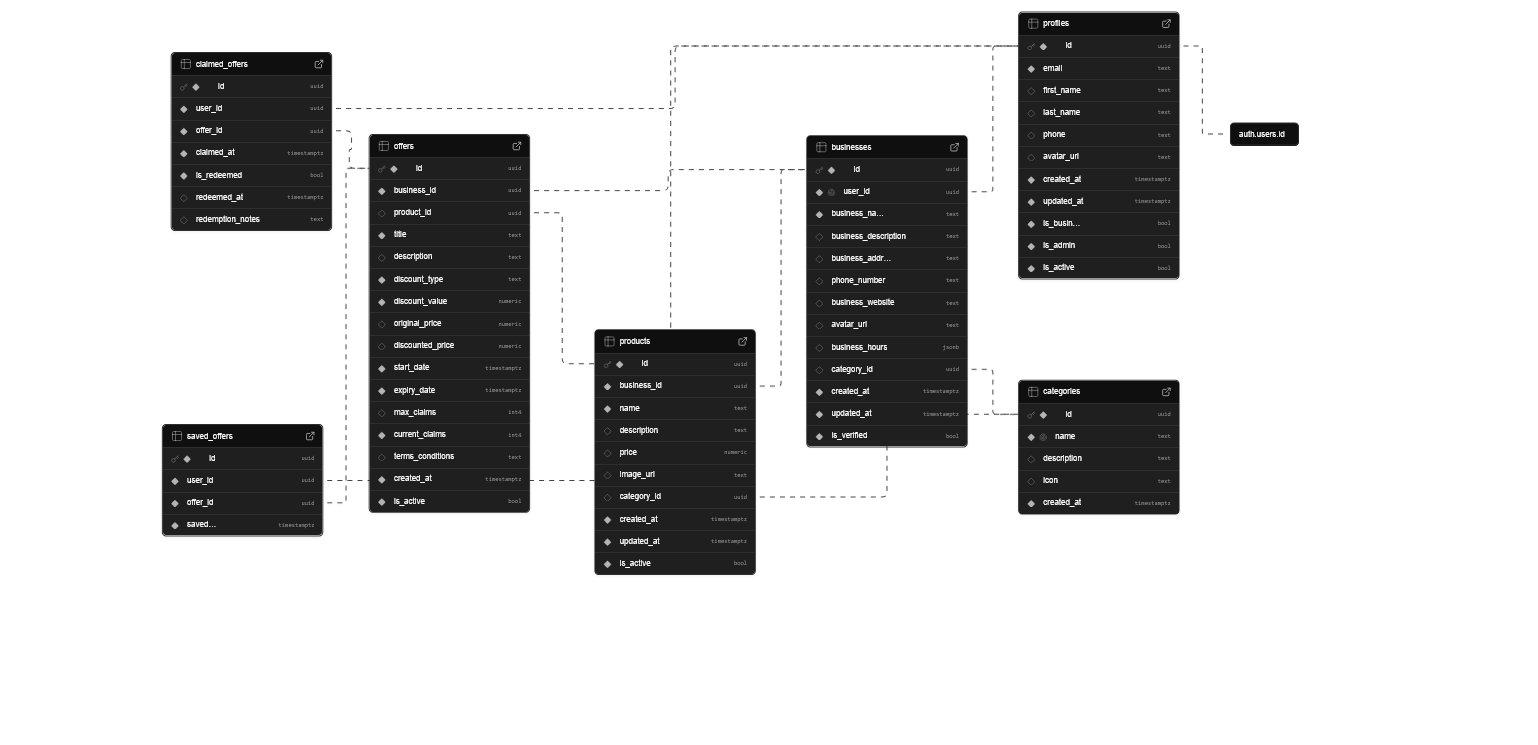 claimed_offers
id uuid
user_id uuid
offer_id uuid
claimed_at timestamptz
is_redeemed bool
redeemed_at timestamptz
redemption_notes text
offers
id uuid
business_id uuid
product_id uuid
title text
description text
discount_type text
discount_value numeric
original_price numeric
discounted_price numeric
start_date timestamptz
expiry_date timestamptz
max_claims int4
current_claims int4
terms_conditions text
created_at timestamptz
is_active bool
saved_offers
id uuid
user_id uuid
offer_id uuid
saved... timestamptz
products
id uuid
business_id uuid
name text
description text
price numeric
image_url text
category_id uuid
created_at timestamptz
updated_at timestamptz
is_active bool
businesses
id uuid
user_id uuid
business_na... text
business_description text
business_addr... text
phone_number text
business_website text
avatar_url text
business_hours jsonb
category_id uuid
created_at timestamptz
updated_at timestamptz
is_verified bool
profiles
id uuid
email text
first_name text
last_name text
phone text
avatar_url text
created_at timestamptz
updated_at timestamptz
is_busin... bool
is_admin bool
is_active bool
auth.users.id
categories
id uuid
name text
description text
icon text
created_at timestamptz